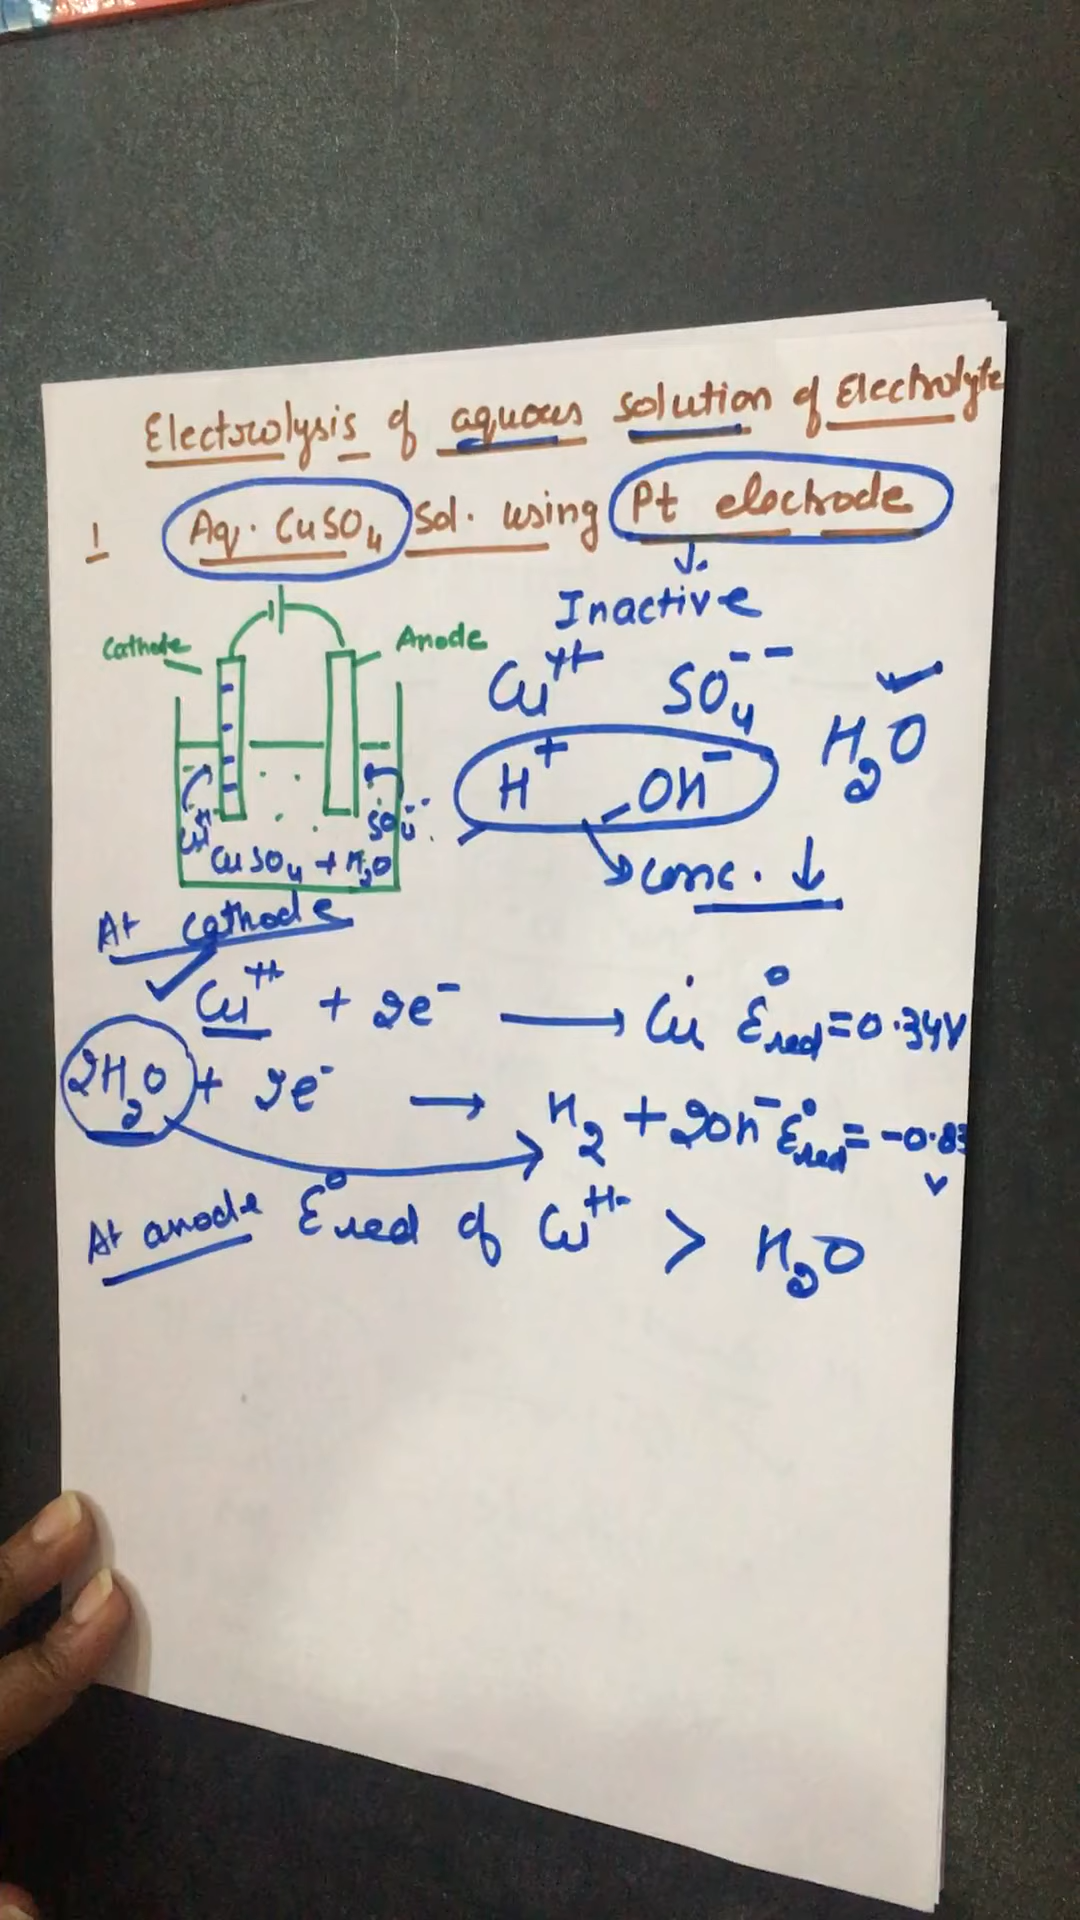 Electrolysis of aquous solution of Electrolyte
1 Aq. CuSO4 Sol. using Pt electrode
Inactive
Cathode Anode
Cu++ SO4-- H2O
H+ OH-
Cu++ SO4--
CuSO4 + H2O
conc. ↓
At cathode
Cu++ + 2e- → Cu E°red = 0.34V
2H2O + 2e- → H2 + 2OH- E°red = -0.83 V
At anode E°red of Cu++ > H2O